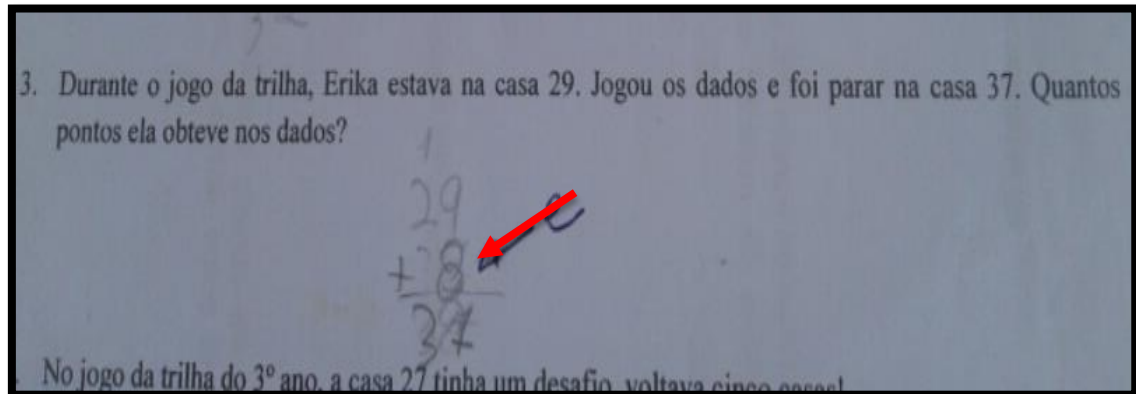 3. Durante o jogo da trilha, Erika estava na casa 29. Jogou os dados e foi parar na casa 37. Quantos
pontos ela obteve nos dados?
1
29
+ 8
37
No jogo da trilha do 3º ano, a casa 27 tinha um desafio, voltava cinco casas!